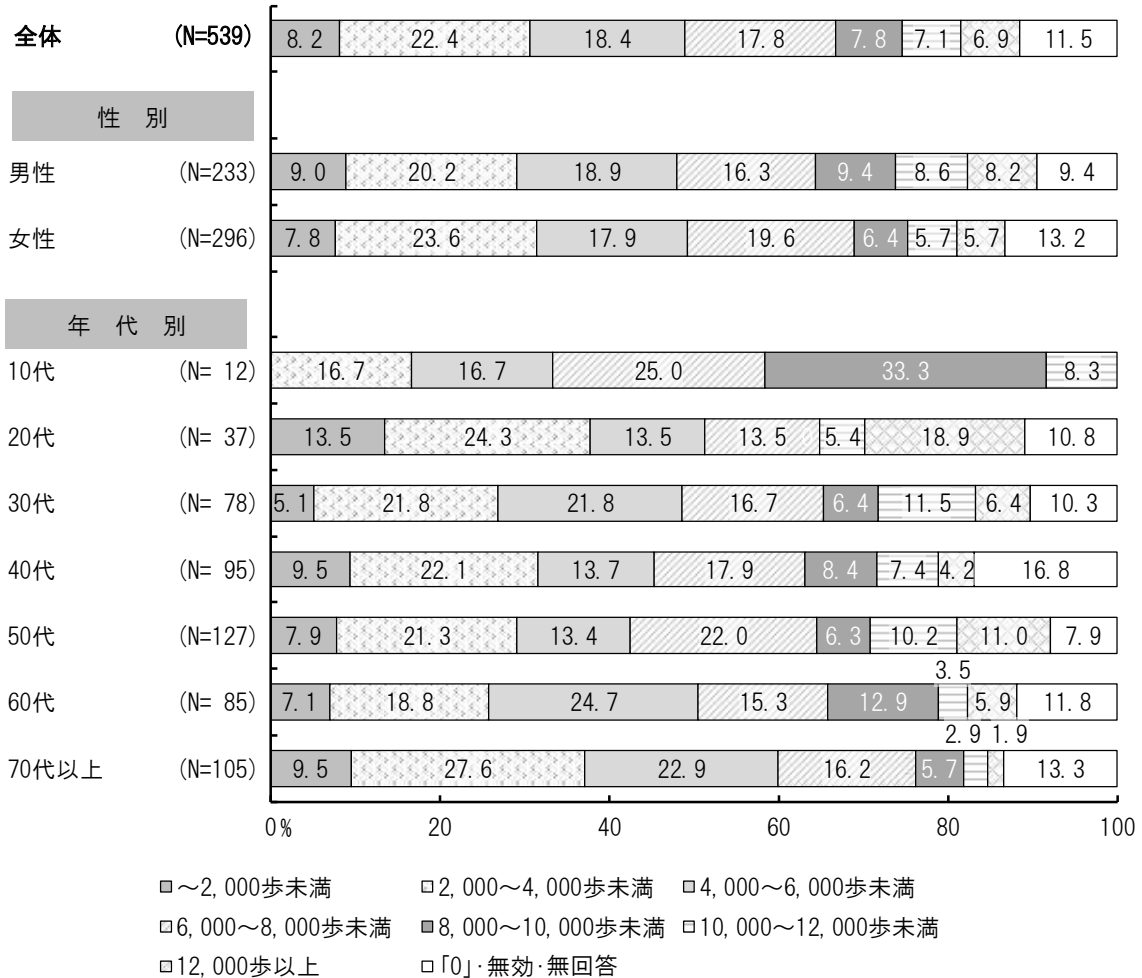 全体 (N=539) 8.2 22.4 18.4 17.8 7.8 7.1 6.9 11.5
性 別
男性 (N=233) 9.0 20.2 18.9 16.3 9.4 8.6 8.2 9.4
女性 (N=296) 7.8 23.6 17.9 19.6 6.4 5.7 5.7 13.2
年 代 別
10代 (N= 12) 16.7 16.7 25.0 33.3 8.3
20代 (N= 37) 13.5 24.3 13.5 13.5 5.4 18.9 10.8
30代 (N= 78) 5.1 21.8 21.8 16.7 6.4 11.5 6.4 10.3
40代 (N= 95) 9.5 22.1 13.7 17.9 8.4 7.4 4.2 16.8
50代 (N=127) 7.9 21.3 13.4 22.0 6.3 10.2 11.0 7.9
3.5
60代 (N= 85) 7.1 18.8 24.7 15.3 12.9 5.9 11.8
2.9 1.9
70代以上 (N=105) 9.5 27.6 22.9 16.2 5.7 13.3
0% 20 40 60 80 100
～2,000歩未満 2,000～4,000歩未満 4,000～6,000歩未満
6,000～8,000歩未満 8,000～10,000歩未満 10,000～12,000歩未満
12,000歩以上 「0」・無効・無回答